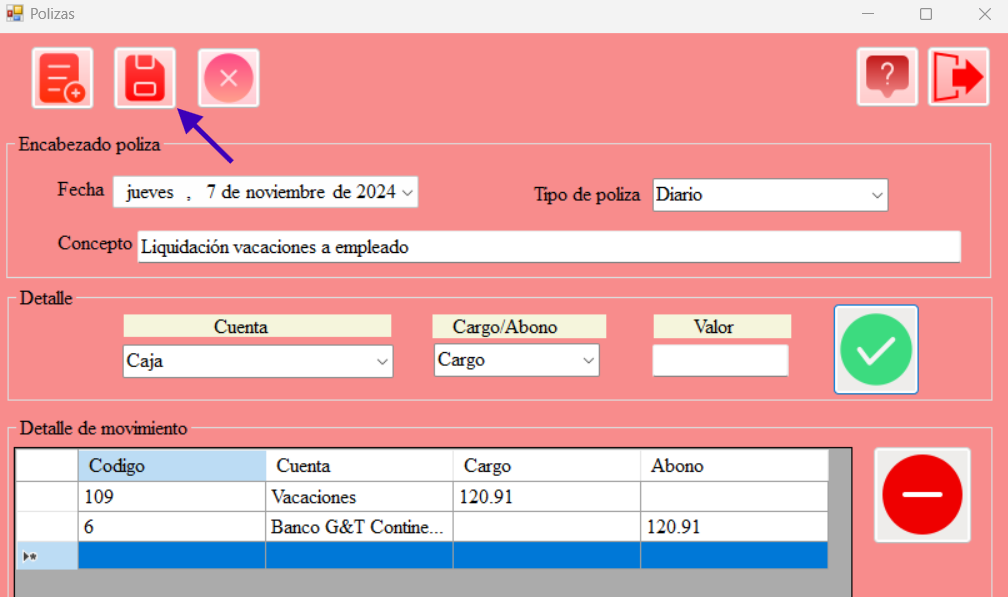 Polizas
?
Encabezado poliza
Fecha jueves , 7 de noviembre de 2024 Tipo de poliza Diario
Concepto Liquidación vacaciones a empleado
Detalle
Cuenta Cargo/Abono Valor
Caja Cargo
Detalle de movimiento
Codigo Cuenta Cargo Abono
109 Vacaciones 120.91
6 Banco G&T Contine... 120.91